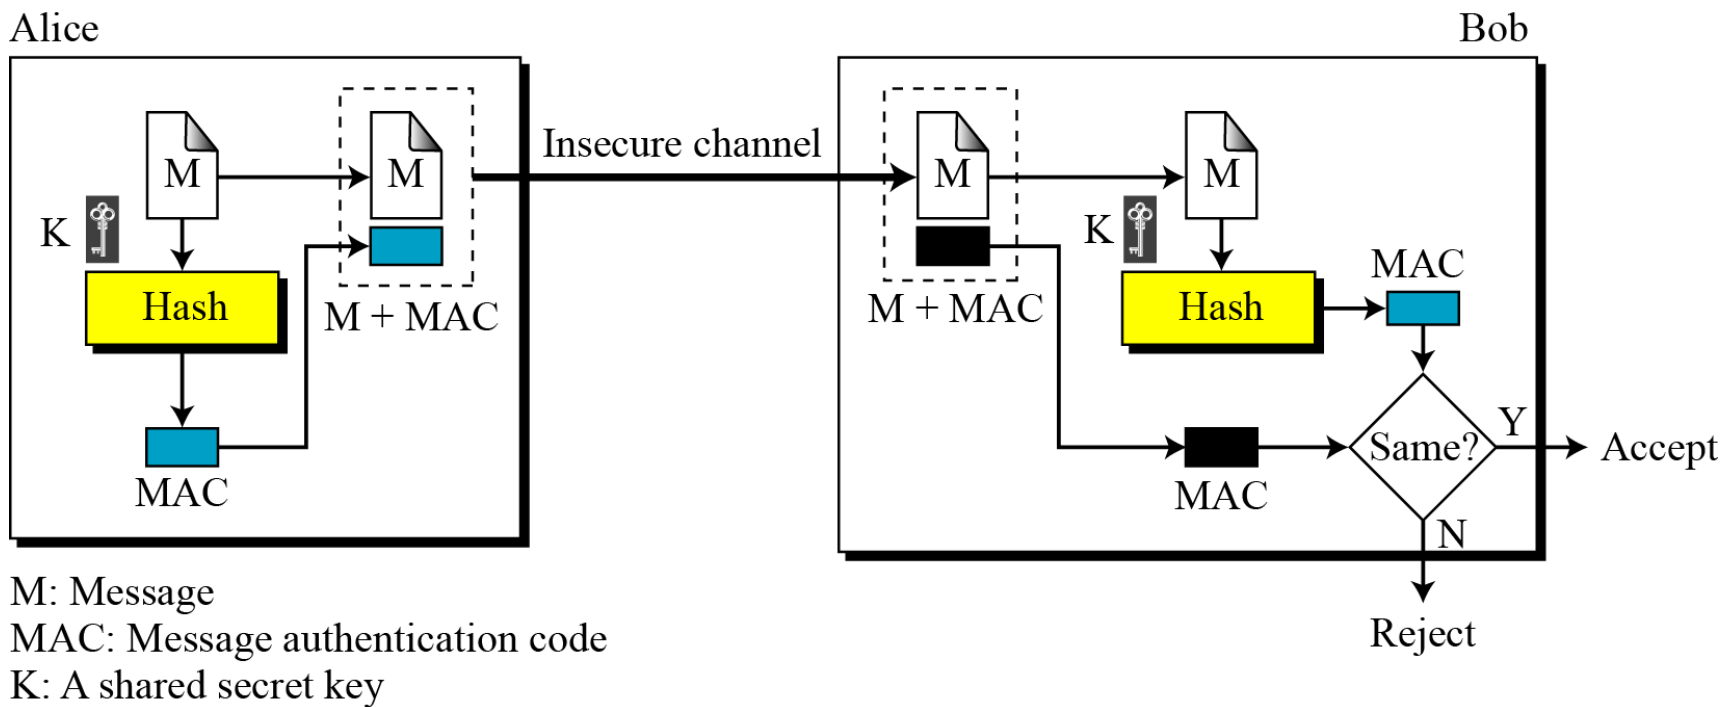 Alice
Bob
M
M
Insecure channel
M
M
K
K
MAC
Hash
M + MAC
M + MAC
Hash
MAC
MAC
Same?
Y
Accept
N
Reject
M: Message
MAC: Message authentication code
K: A shared secret key